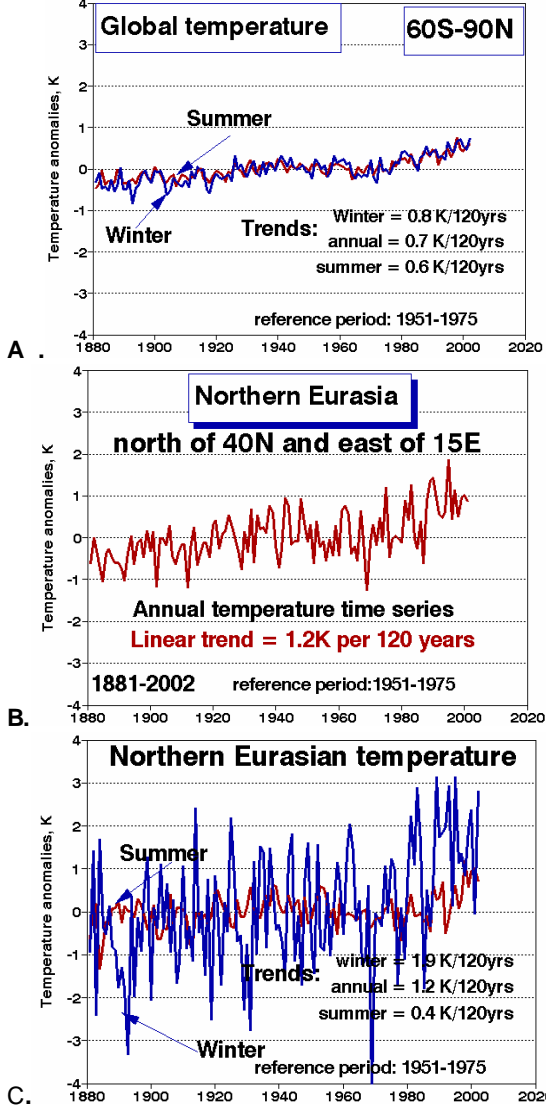 Global temperature
60S-90N
Temperature anomalies, K
4
3
2
1
0
-1
-2
-3
-4
Summer
Winter
Trends:
Winter = 0.8 K/120yrs
annual = 0.7 K/120yrs
summer = 0.6 K/120yrs
reference period: 1951-1975
A .
1880 1900 1920 1940 1960 1980 2000 2020
Northern Eurasia
north of 40N and east of 15E
Temperature anomalies, K
4
3
2
1
0
-1
-2
-3
-4
Annual temperature time series
Linear trend = 1.2K per 120 years
1881-2002 reference period:1951-1975
B.
1880 1900 1920 1940 1960 1980 2000 2020
Northern Eurasian temperature
Temperature anomalies, K
4
3
2
1
0
-1
-2
-3
-4
Summer
Winter
Trends:
winter = 1.9 K/120yrs
annual = 1.2 K/120yrs
summer = 0.4 K/120yrs
reference period: 1951-1975
C.
1880 1900 1920 1940 1960 1980 2000 2020